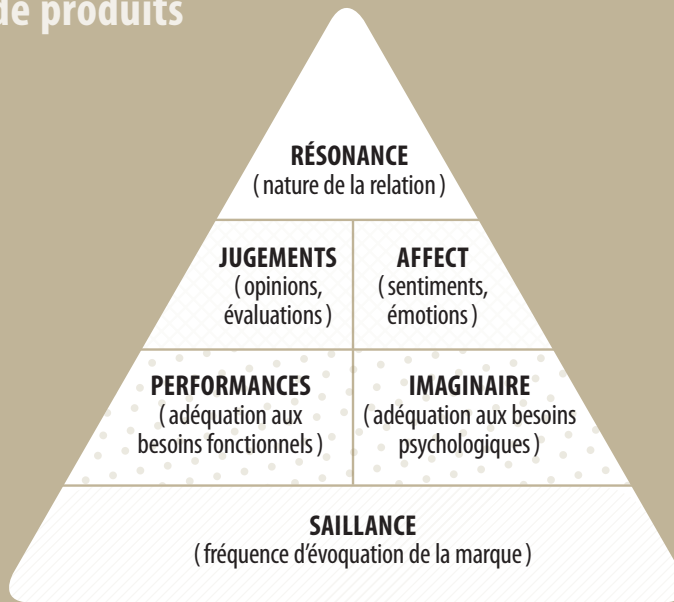 de produits
RÉSONANCE
( nature de la relation )
JUGEMENTS
( opinions,
évaluations )
AFFECT
( sentiments,
émotions )
PERFORMANCES
( adéquation aux
besoins fonctionnels )
IMAGINAIRE
( adéquation aux besoins
psychologiques )
SAILLANCE
( fréquence d’évoquation de la marque )